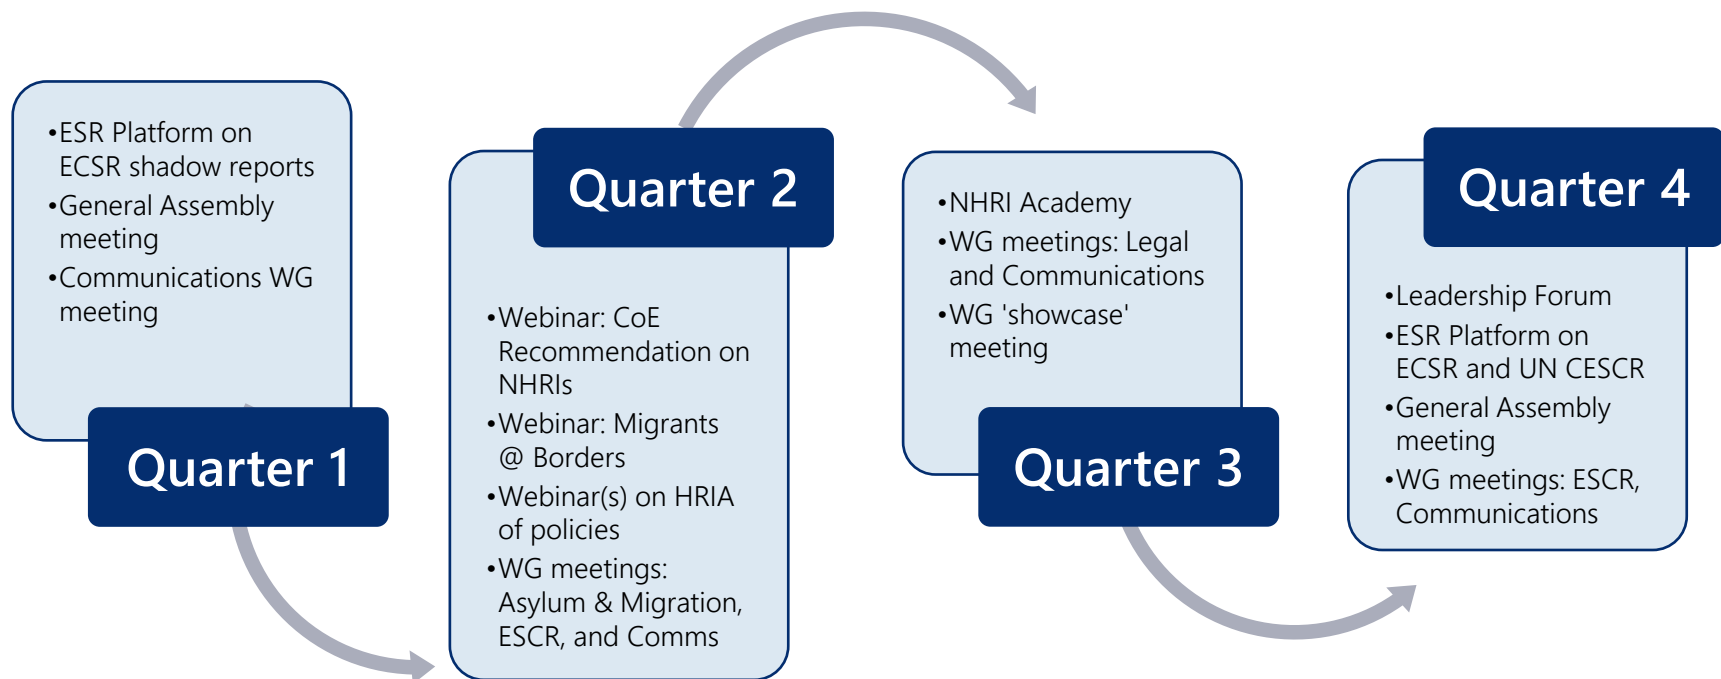 •ESR Platform on
ECSR shadow reports
•General Assembly
meeting
•Communications WG
meeting
Quarter 1
Quarter 2
•Webinar: CoE
Recommendation on
NHRIs
•Webinar: Migrants
@ Borders
•Webinar(s) on HRIA
of policies
•WG meetings:
Asylum & Migration,
ESCR, and Comms
•NHRI Academy
•WG meetings: Legal
and Communications
•WG 'showcase'
meeting
Quarter 3
Quarter 4
•Leadership Forum
•ESR Platform on
ECSR and UN CESCR
•General Assembly
meeting
•WG meetings: ESCR,
Communications